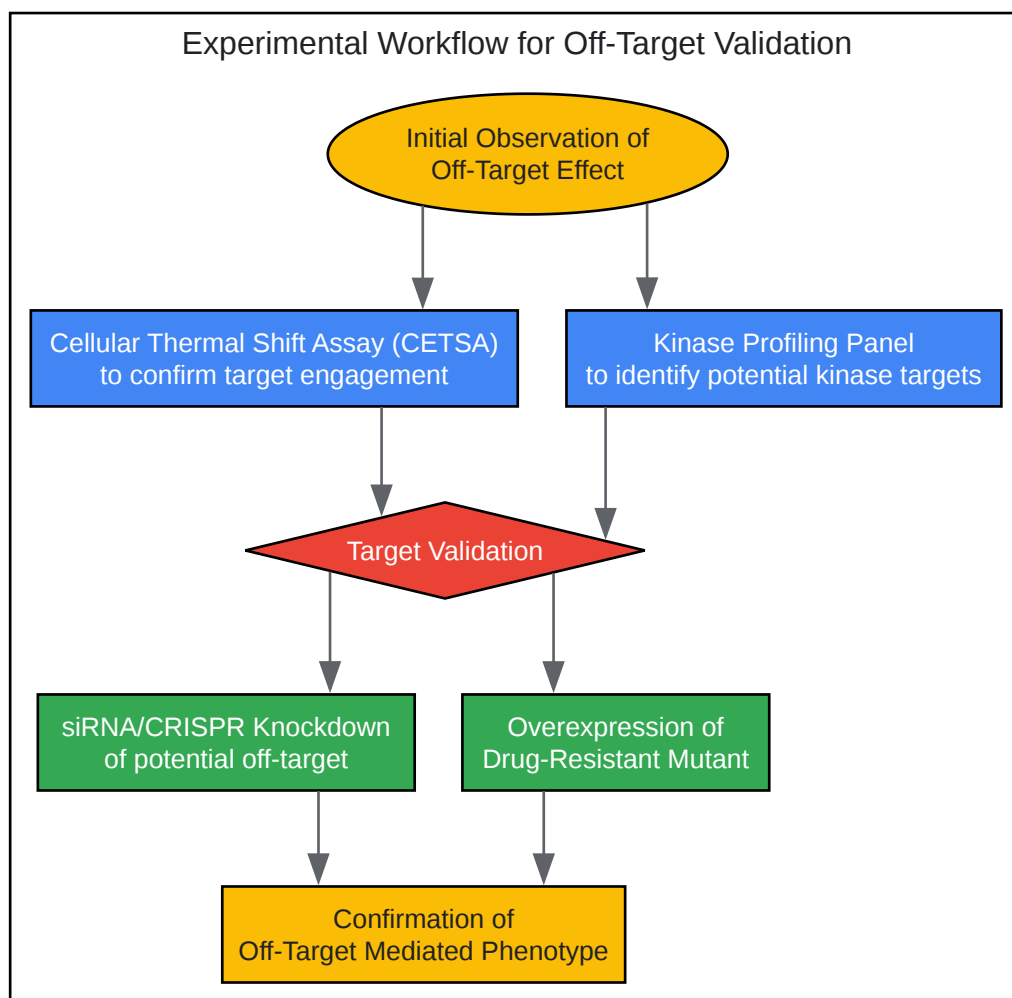 Experimental Workflow for Off-Target Validation
Initial Observation of
Off-Target Effect
Cellular Thermal Shift Assay (CETSA)
to confirm target engagement
Kinase Profiling Panel
to identify potential kinase targets
Target Validation
siRNA/CRISPR Knockdown
of potential off-target
Overexpression of
Drug-Resistant Mutant
Confirmation of
Off-Target Mediated Phenotype